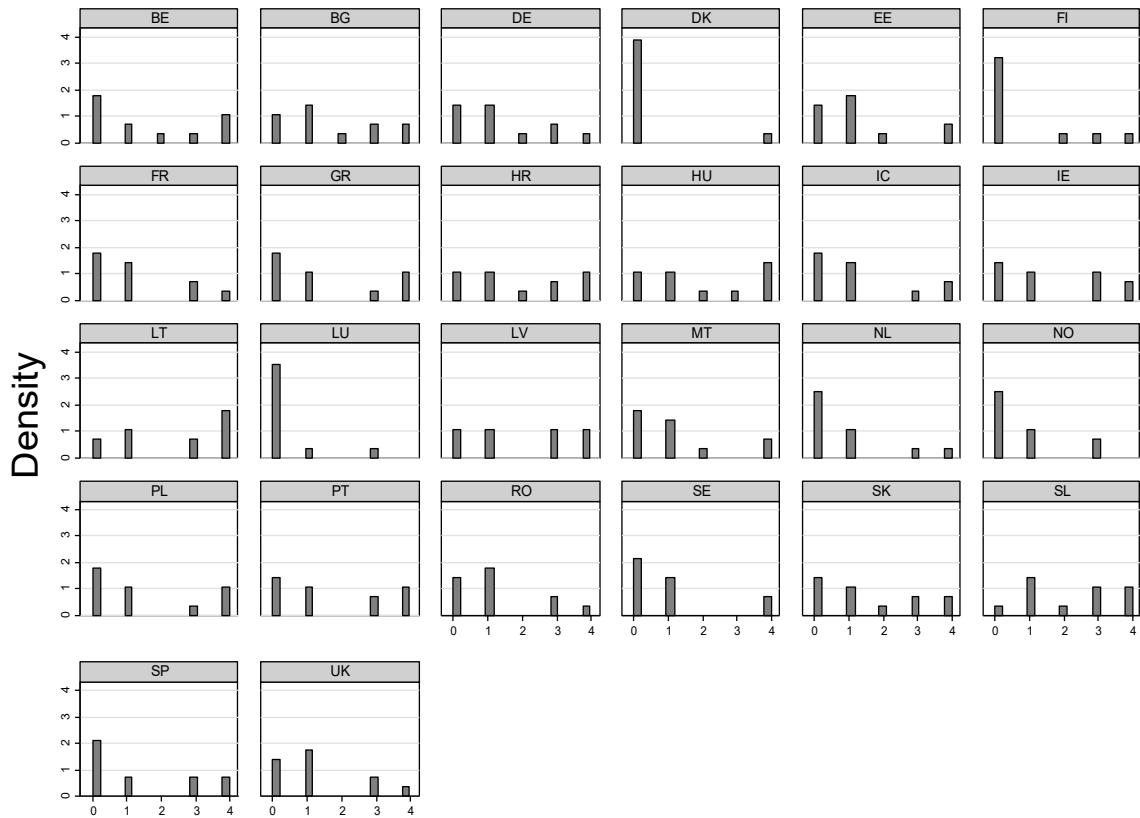 BE BG DE DK EE FI
0 1 2 3 4
FR GR HR HU IC IE
0 1 2 3 4
LT LU LV MT NL NO
0 1 2 3 4
Density
PL PT RO SE SK SL
0 1 2 3 4
0 1 2 3 4 0 1 2 3 4 0 1 2 3 4 0 1 2 3 4
SP UK
0 1 2 3 4
0 1 2 3 4 0 1 2 3 4